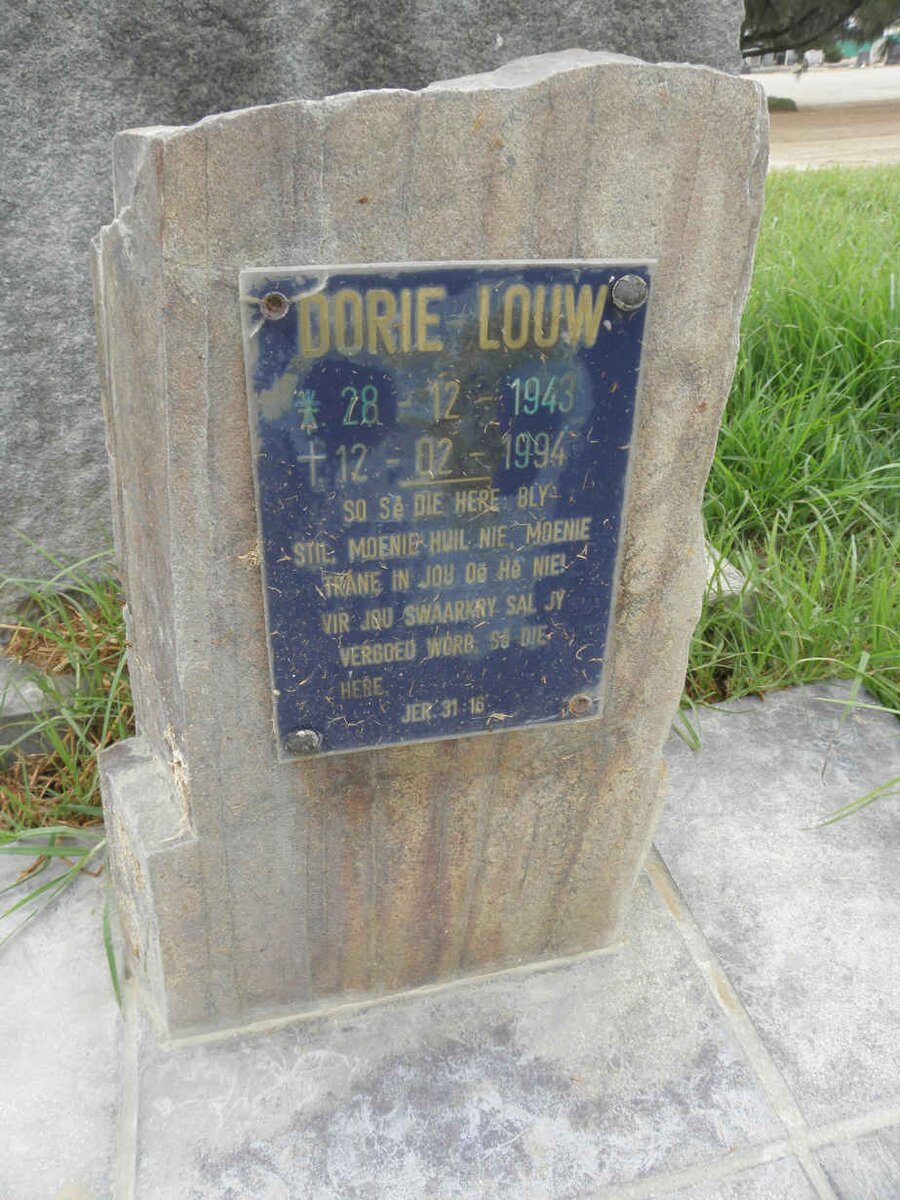 DORIE LOUW
* 28 - 12 - 1943
† 12 - 02 - 1994
SO Sê DIE HERE: BLY
STIL, MOENIE HUIL NIE, MOENIE
TRANE IN JOU Oë Hê NIE!
VIR JOU SWAARKRY SAL JY
VERGOED WORD, Sê DIE
HERE.
JER. 31:16